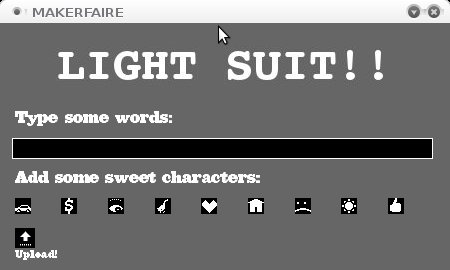 MAKERFAIRE
LIGHT SUIT!!
Type some words:
Add some sweet characters:
$
Upload!